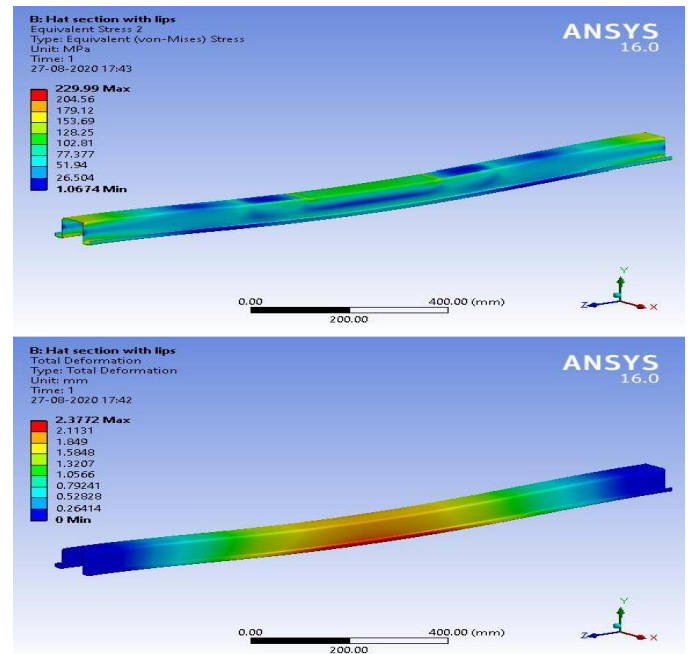 B: Hat section with lips
Equivalent Stress 2
Type: Equivalent (von-Mises) Stress
Unit: MPa
Time: 1
27-08-2020 17:43
ANSYS
16.0
229.99 Max
204.56
179.12
153.69
128.25
102.81
77.377
51.94
26.504
1.0674 Min
0.00 400.00 (mm)
200.00
Y
Z X
B: Hat section with lips
Total Deformation
Type: Total Deformation
Unit: mm
Time: 1
27-08-2020 17:42
ANSYS
16.0
2.3772 Max
2.1131
1.849
1.5848
1.3207
1.0566
0.79241
0.52828
0.26414
0 Min
0.00 400.00 (mm)
200.00
Y
Z X